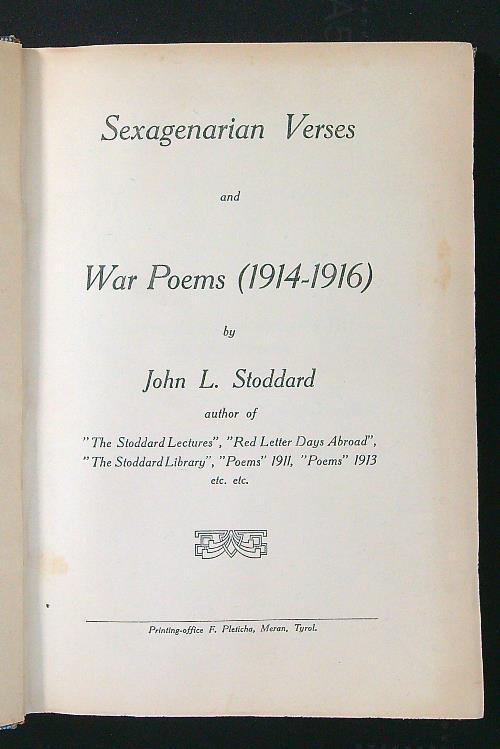 Sexagenarian Verses
and
War Poems (1914-1916)
by
John L. Stoddard
author of
"The Stoddard Lectures", "Red Letter Days Abroad",
"The Stoddard Library", "Poems" 1911, "Poems" 1913
etc. etc.
Printing-office F. Pleticha, Meran, Tyrol.